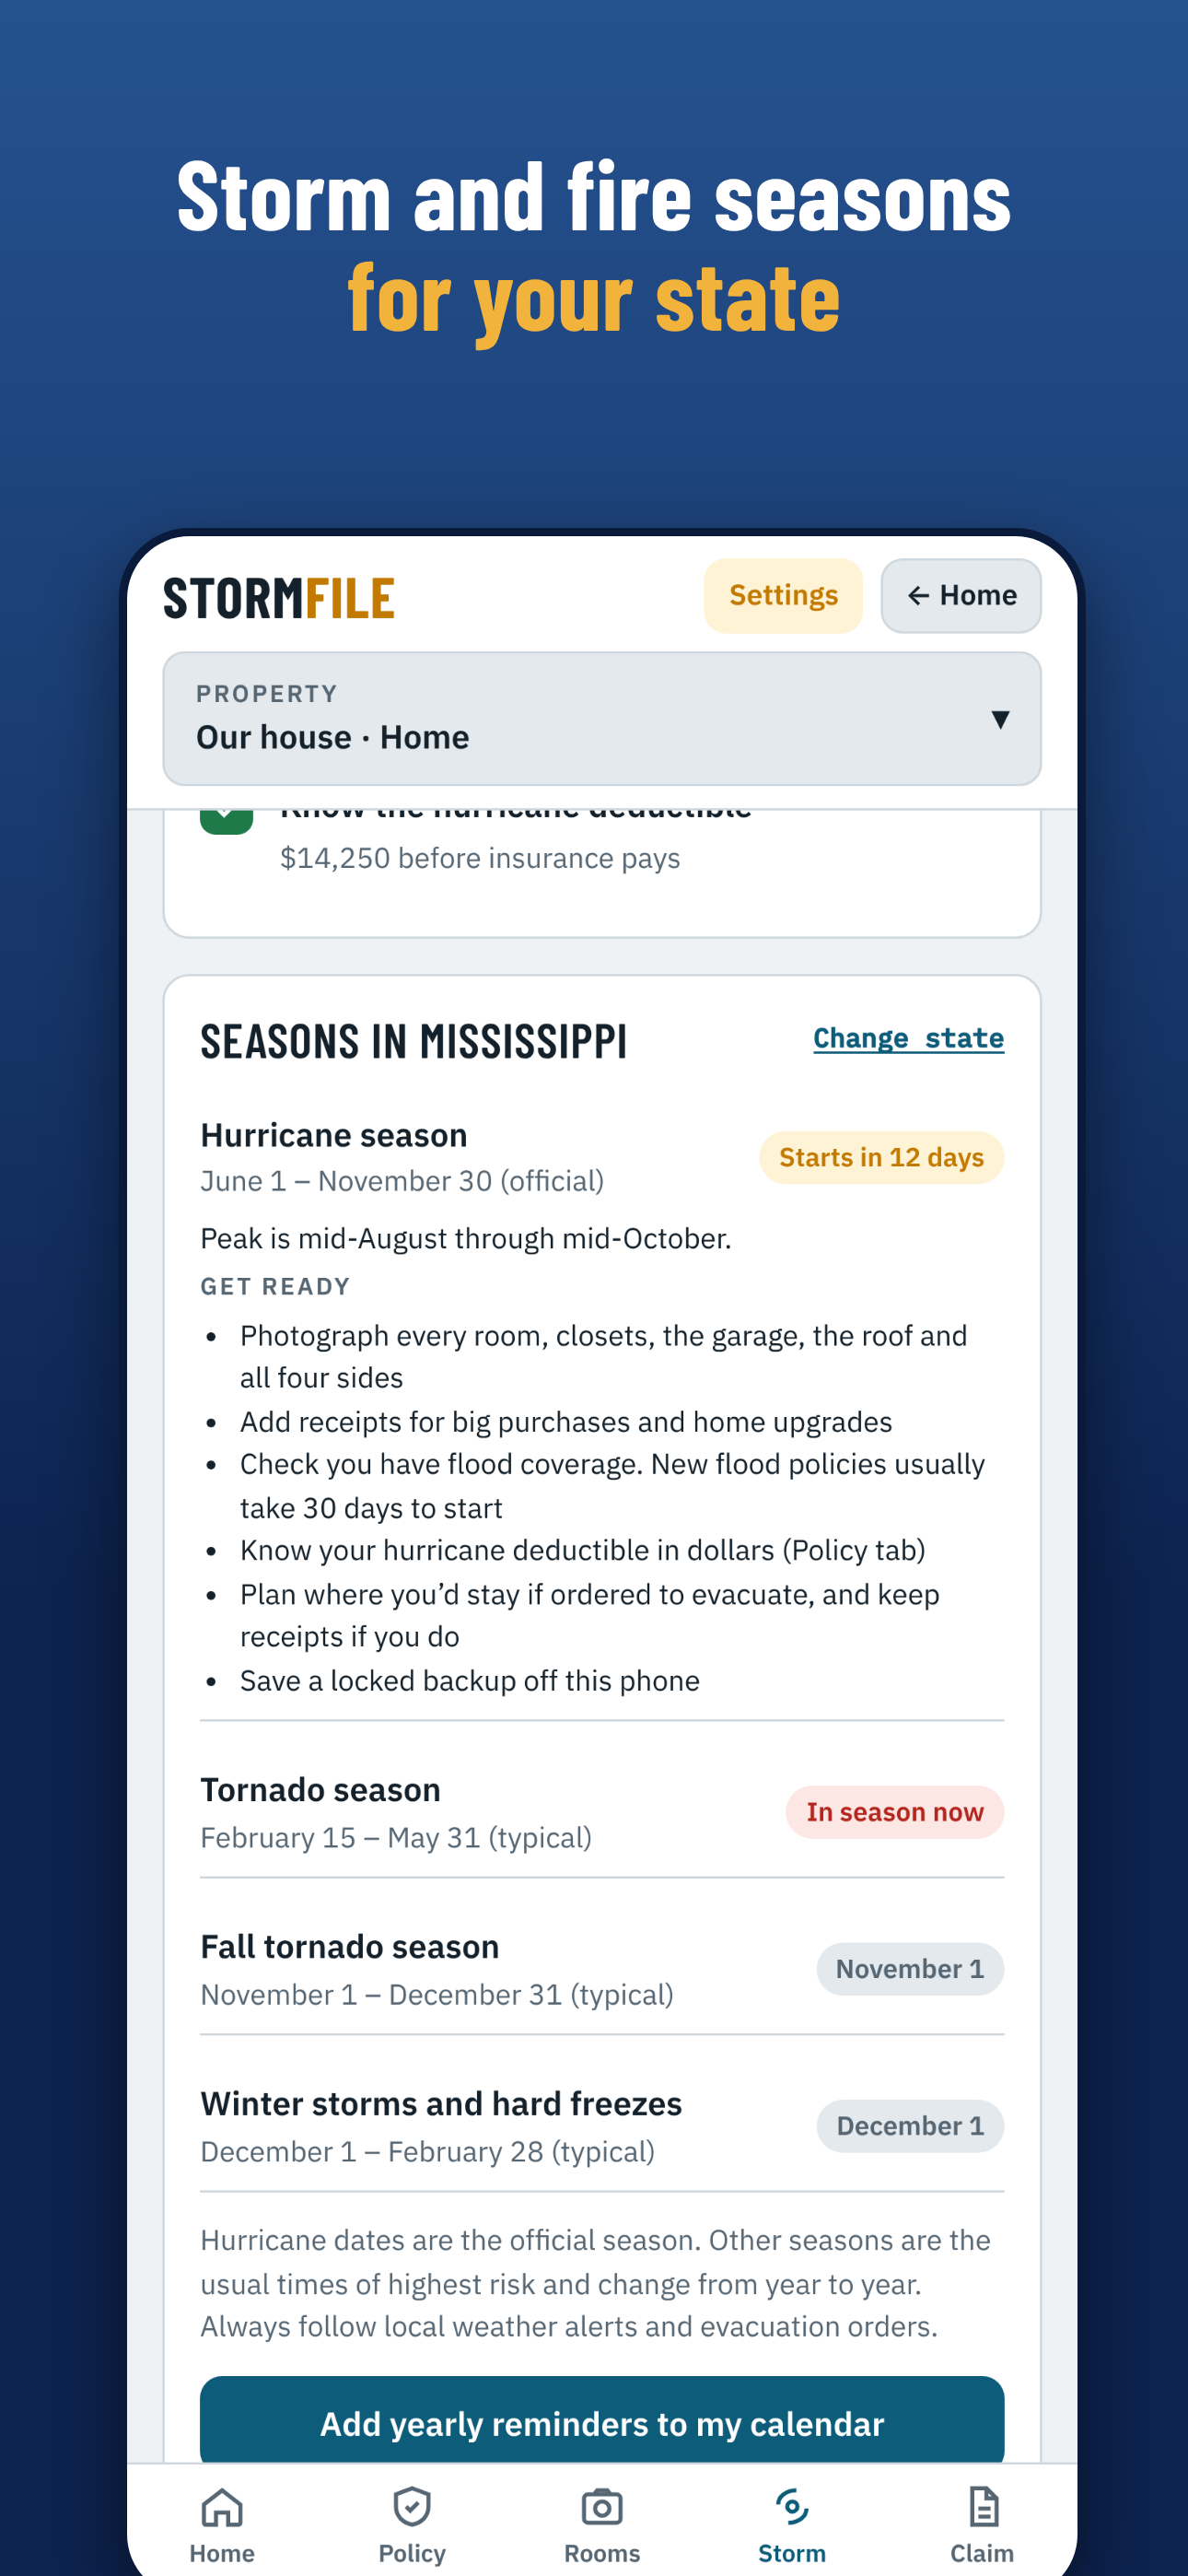 Storm and fire seasons
for your state
STORMFILE
Settings
← Home
PROPERTY
Our house · Home
▼
Know the hurricane deductible
$14,250 before insurance pays
SEASONS IN MISSISSIPPI
Change state
Hurricane season
Starts in 12 days
June 1 – November 30 (official)
Peak is mid-August through mid-October.
GET READY
• Photograph every room, closets, the garage, the roof and
all four sides
• Add receipts for big purchases and home upgrades
• Check you have flood coverage. New flood policies usually
take 30 days to start
• Know your hurricane deductible in dollars (Policy tab)
• Plan where you’d stay if ordered to evacuate, and keep
receipts if you do
• Save a locked backup off this phone
Tornado season
In season now
February 15 – May 31 (typical)
Fall tornado season
November 1
November 1 – December 31 (typical)
Winter storms and hard freezes
December 1
December 1 – February 28 (typical)
Hurricane dates are the official season. Other seasons are the
usual times of highest risk and change from year to year.
Always follow local weather alerts and evacuation orders.
Add yearly reminders to my calendar
Home
Policy
Rooms
Storm
Claim